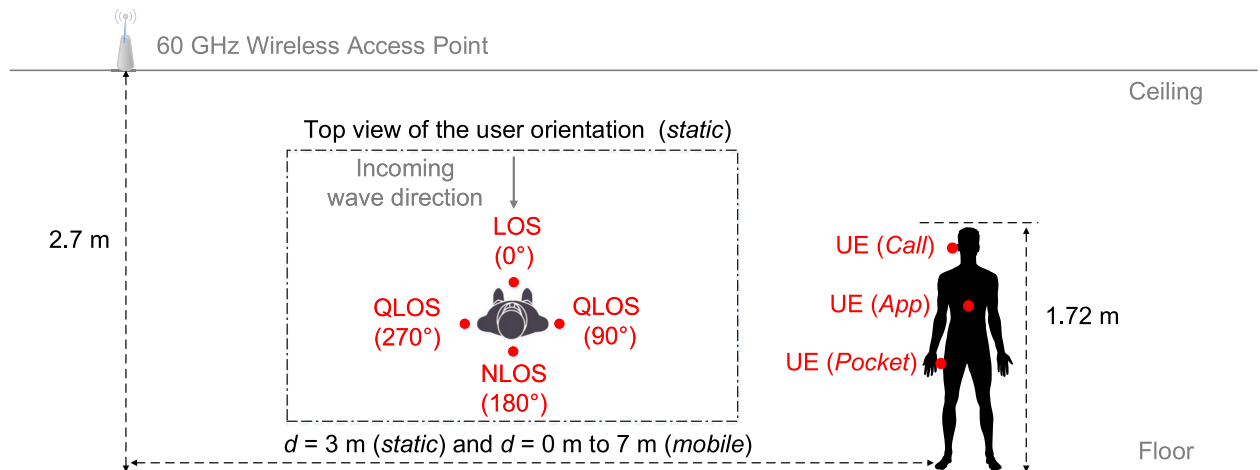 60 GHz Wireless Access Point
Ceiling
Top view of the user orientation (static)
Incoming
wave direction
LOS
(0°)
2.7 m
QLOS
(270°)
QLOS
(90°)
NLOS
(180°)
UE (Call)
UE (App)
1.72 m
UE (Pocket)
d = 3 m (static) and d = 0 m to 7 m (mobile)
Floor